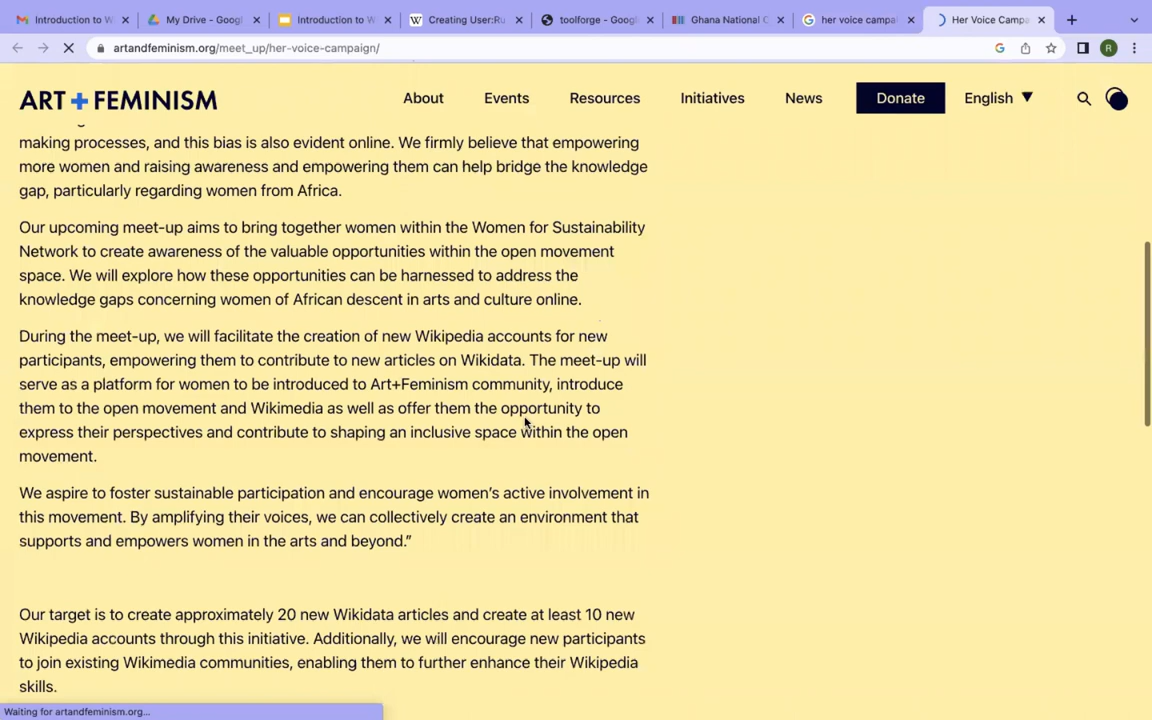 Introduction to W
My Drive - Googl
Introduction to W
Creating User:Ru
toolforge - Goog
Ghana National C
her voice campai
Her Voice Campa
artandfeminism.org/meet_up/her-voice-campaign/
R
ART + FEMINISM
About
Events
Resources
Initiatives
News
Donate
English
making processes, and this bias is also evident online. We firmly believe that empowering
more women and raising awareness and empowering them can help bridge the knowledge
gap, particularly regarding women from Africa.
Our upcoming meet-up aims to bring together women within the Women for Sustainability
Network to create awareness of the valuable opportunities within the open movement
space. We will explore how these opportunities can be harnessed to address the
knowledge gaps concerning women of African descent in arts and culture online.
During the meet-up, we will facilitate the creation of new Wikipedia accounts for new
participants, empowering them to contribute to new articles on Wikidata. The meet-up will
serve as a platform for women to be introduced to Art+Feminism community, introduce
them to the open movement and Wikimedia as well as offer them the opportunity to
express their perspectives and contribute to shaping an inclusive space within the open
movement.
We aspire to foster sustainable participation and encourage women's active involvement in
this movement. By amplifying their voices, we can collectively create an environment that
supports and empowers women in the arts and beyond.”
Our target is to create approximately 20 new Wikidata articles and create at least 10 new
Wikipedia accounts through this initiative. Additionally, we will encourage new participants
to join existing Wikimedia communities, enabling them to further enhance their Wikipedia
skills.
Waiting for artandfeminism.org...